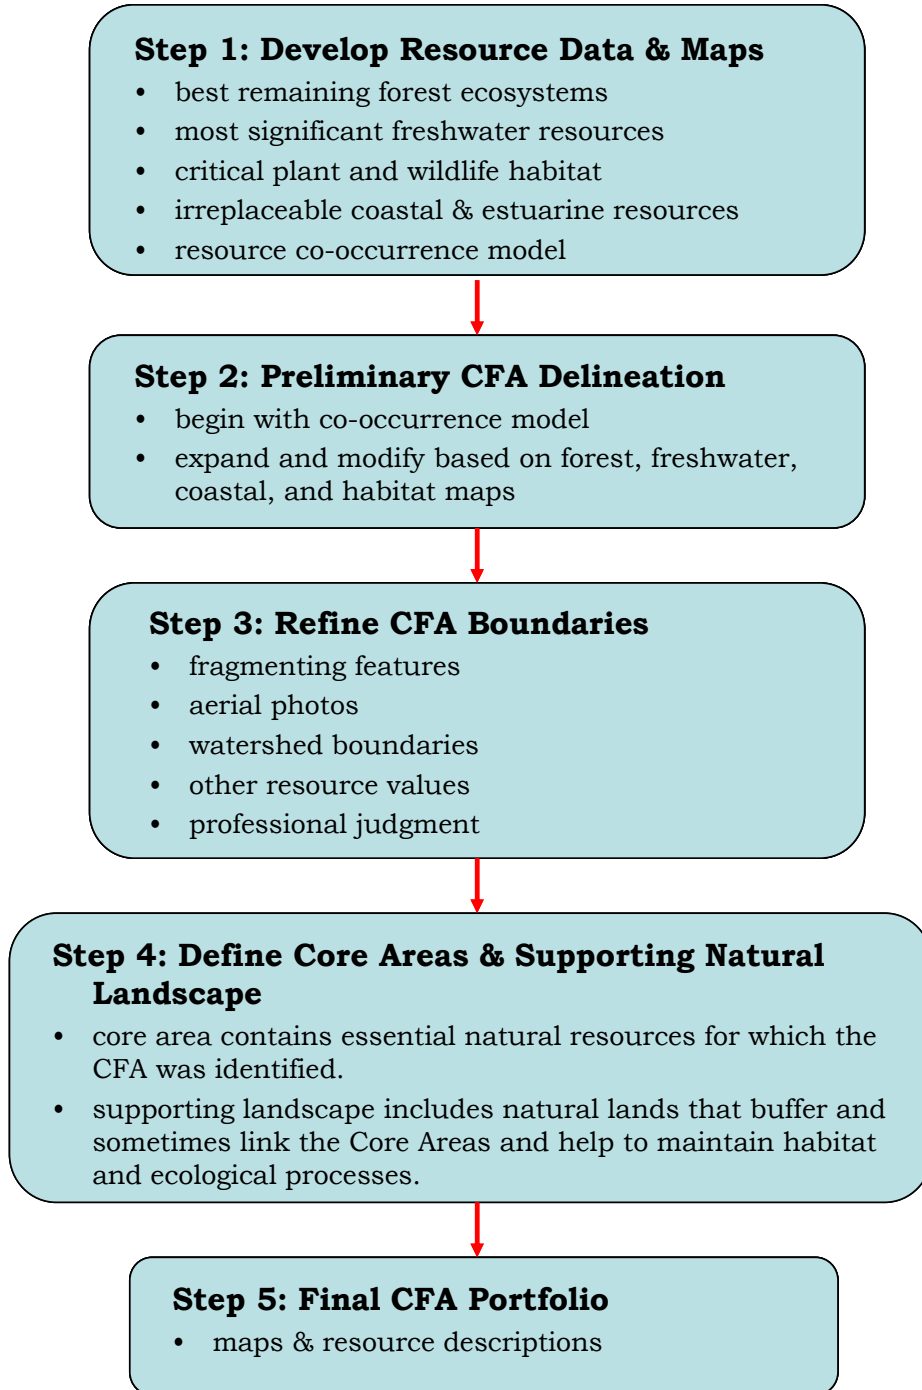 Step 1: Develop Resource Data & Maps
• best remaining forest ecosystems
• most significant freshwater resources
• critical plant and wildlife habitat
• irreplaceable coastal & estuarine resources
• resource co-occurrence model
Step 2: Preliminary CFA Delineation
• begin with co-occurrence model
• expand and modify based on forest, freshwater,
coastal, and habitat maps
Step 3: Refine CFA Boundaries
• fragmenting features
• aerial photos
• watershed boundaries
• other resource values
• professional judgment
Step 4: Define Core Areas & Supporting Natural
Landscape
• core area contains essential natural resources for which the
CFA was identified.
• supporting landscape includes natural lands that buffer and
sometimes link the Core Areas and help to maintain habitat
and ecological processes.
Step 5: Final CFA Portfolio
• maps & resource descriptions